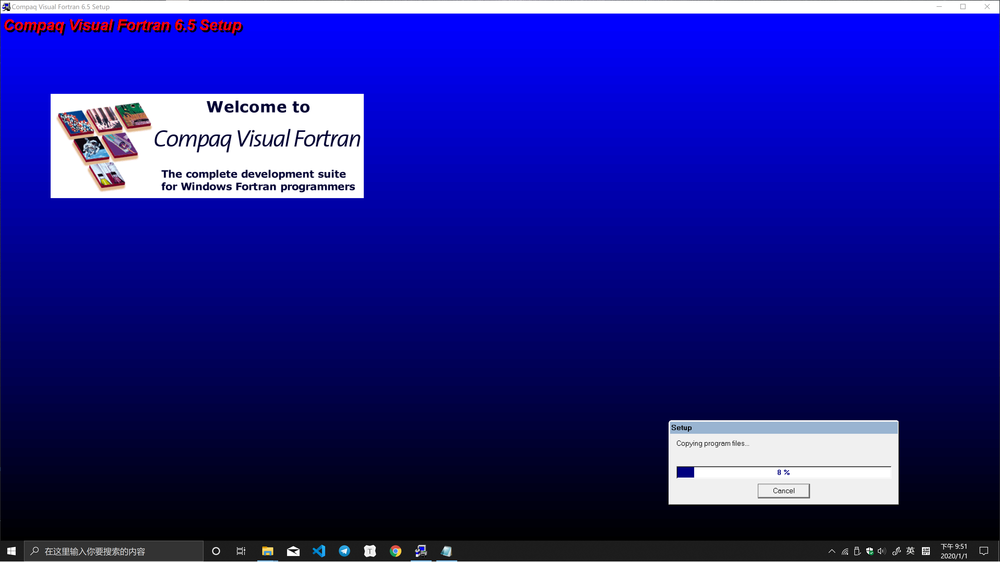 Compaq Visual Fortran 6.5 Setup
Compaq Visual Fortran 6.5 Setup
Welcome to
Compaq Visual Fortran
The complete development suite
for Windows Fortran programmers
Setup
Copying program files...
8 %
Cancel
在这里输入你要搜索的内容
T
英
拼
下午 9:51
2020/1/1